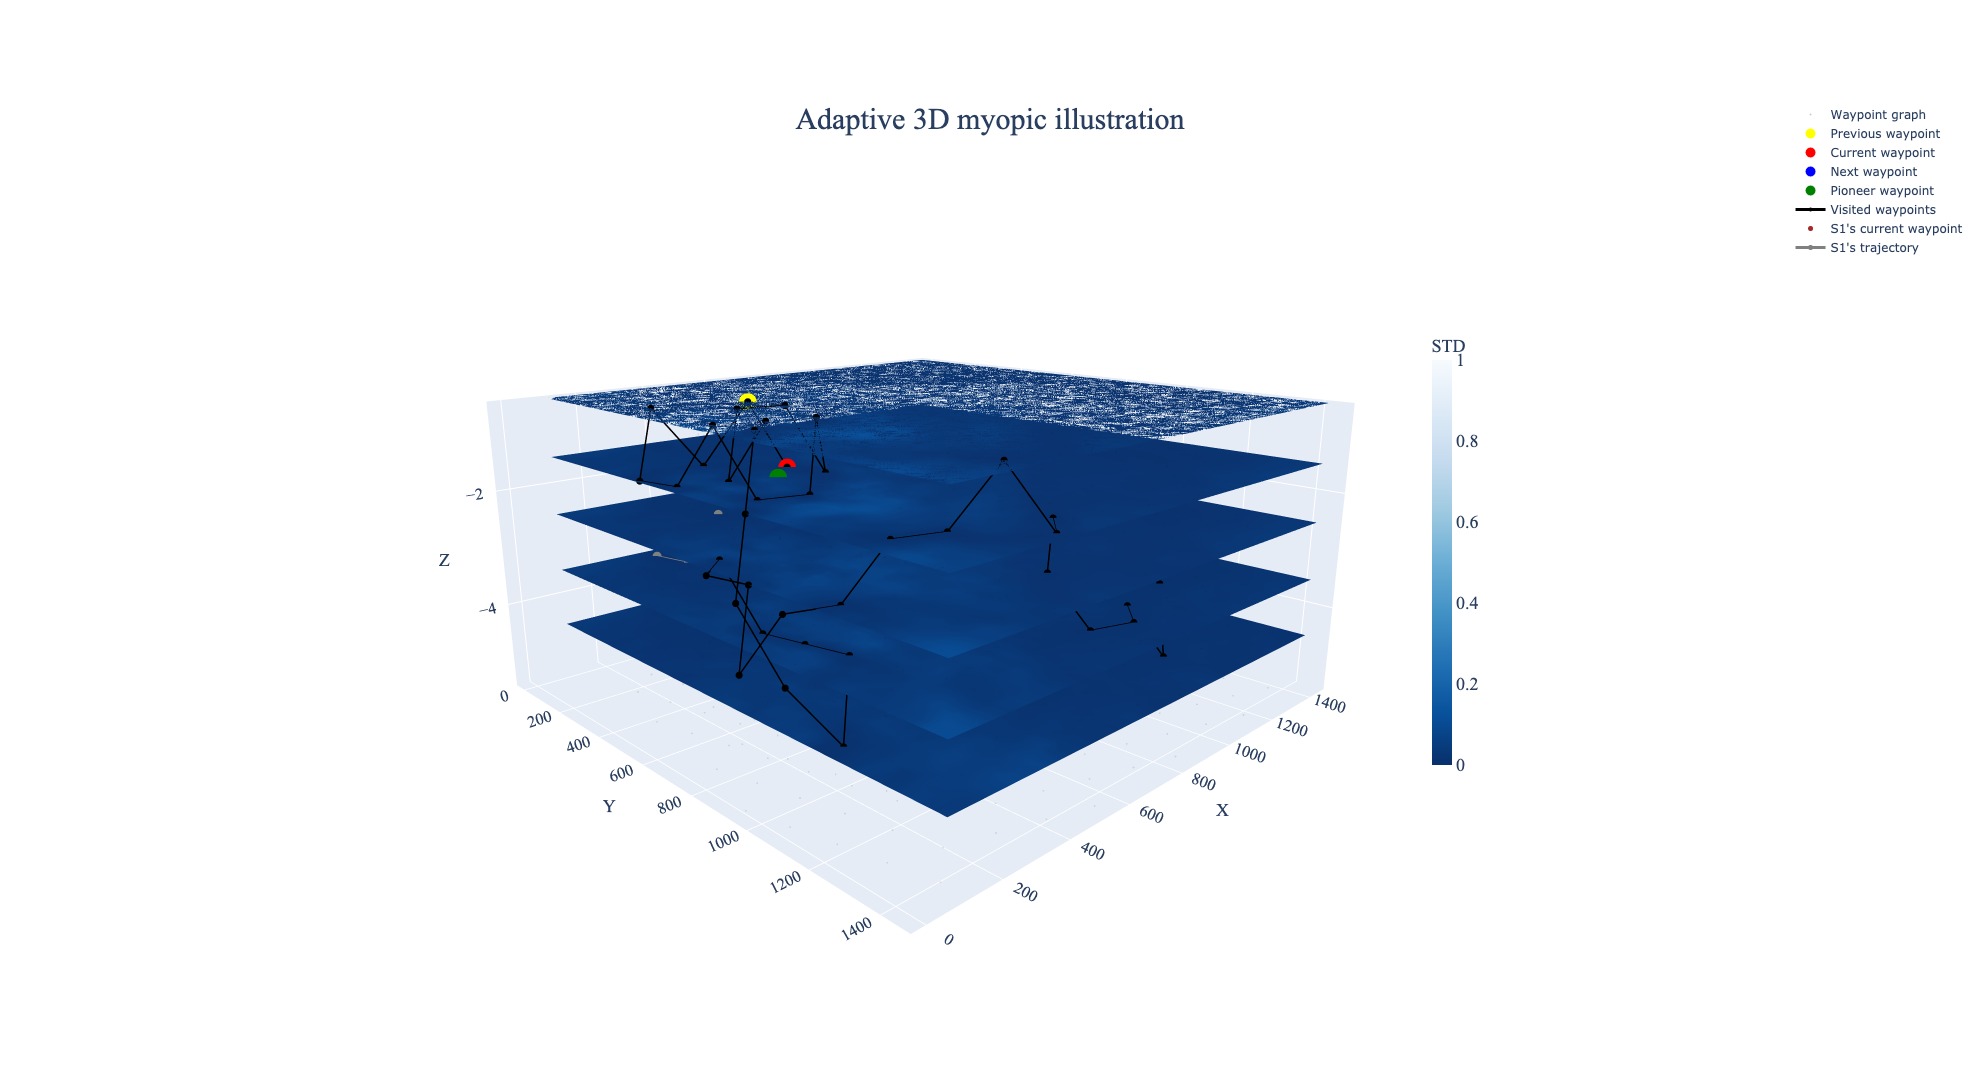 Adaptive 3D myopic illustration
Waypoint graph
Previous waypoint
Current waypoint
Next waypoint
Pioneer waypoint
Visited waypoints
S1's current waypoint
S1's trajectory
STD
1
0.8
0.6
0.4
0.2
0
−2
Z
−4
0
200
400
600
Y
800
1000
1200
1400
1400
1200
1000
800
X
600
400
200
0